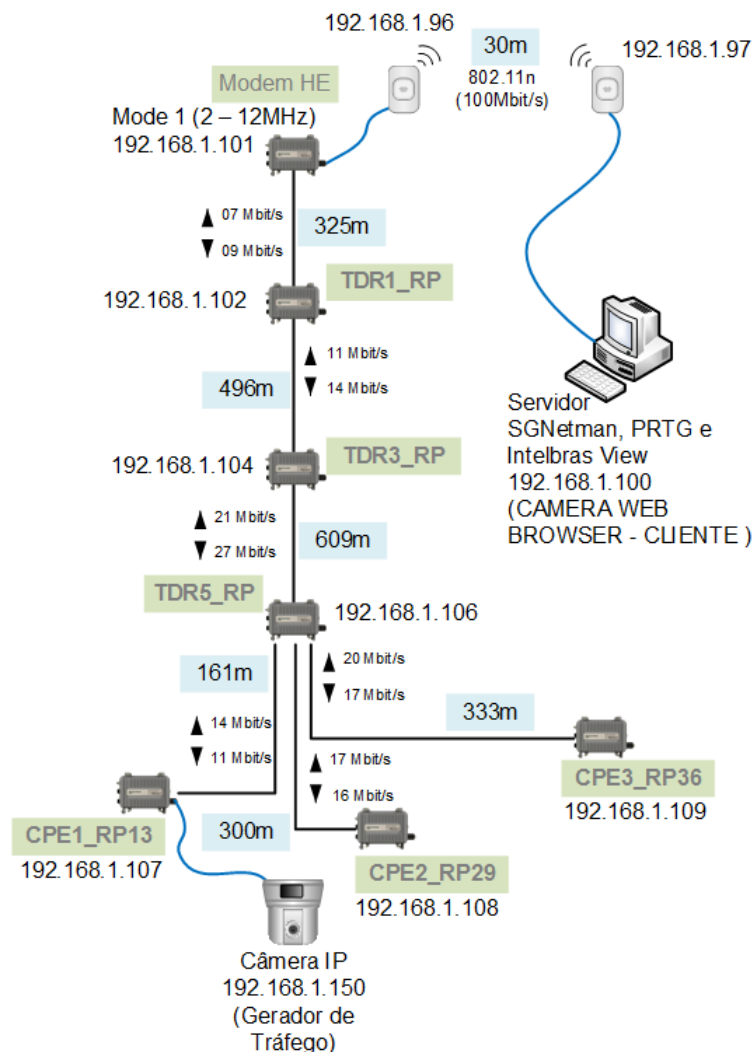 192.168.1.96
30m
192.168.1.97
802.11n
(100Mbit/s)
Modem HE
Mode 1 (2 – 12MHz)
192.168.1.101
07 Mbit/s
09 Mbit/s
325m
TDR1_RP
192.168.1.102
11 Mbit/s
14 Mbit/s
496m
TDR3_RP
192.168.1.104
Servidor
SGNetman, PRTG e
Intelbras View
192.168.1.100
(CAMERA WEB
BROWSER - CLIENTE )
21 Mbit/s
27 Mbit/s
609m
TDR5_RP
192.168.1.106
161m
20 Mbit/s
17 Mbit/s
333m
14 Mbit/s
11 Mbit/s
17 Mbit/s
16 Mbit/s
CPE3_RP36
192.168.1.109
CPE1_RP13
192.168.1.107
300m
CPE2_RP29
192.168.1.108
Câmera IP
192.168.1.150
(Gerador de
Tráfego)